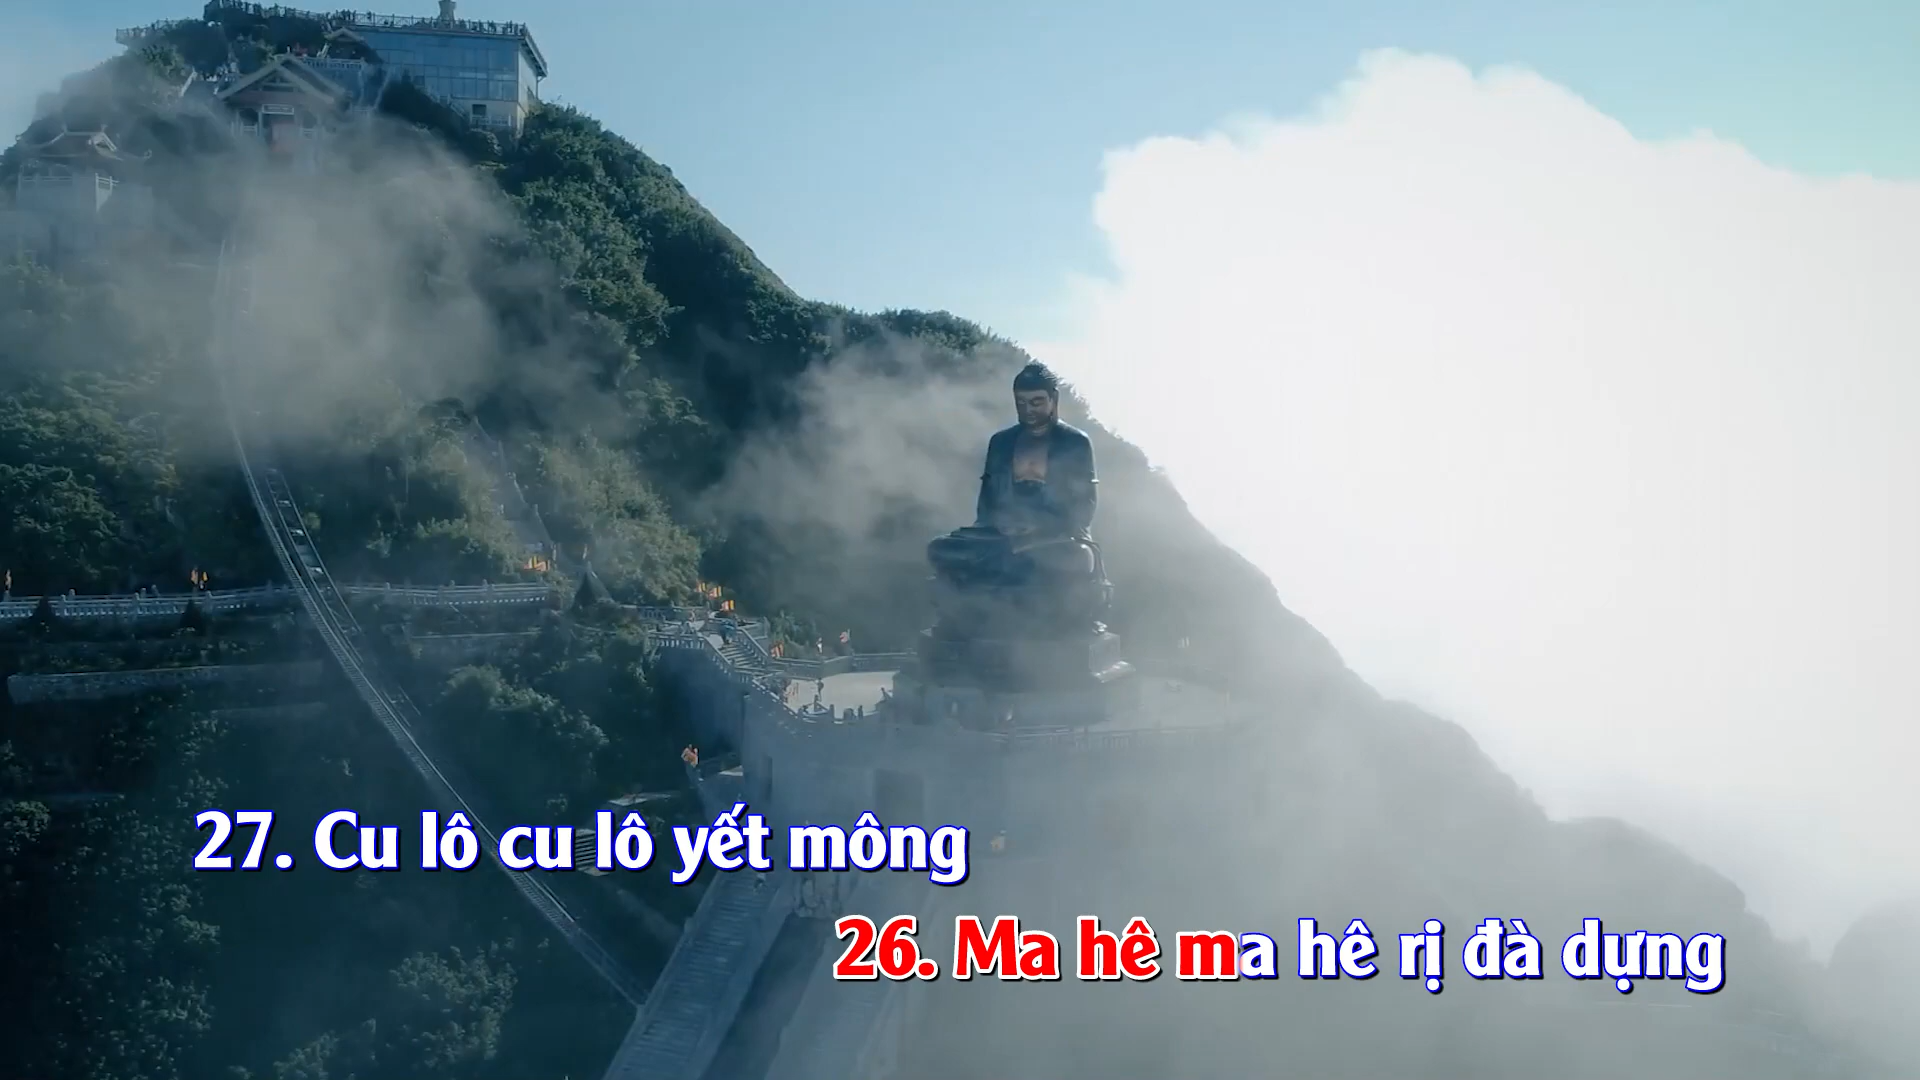 27. Cu lô cu lô yết mông
26. Ma hê ma hê rị đà dựng